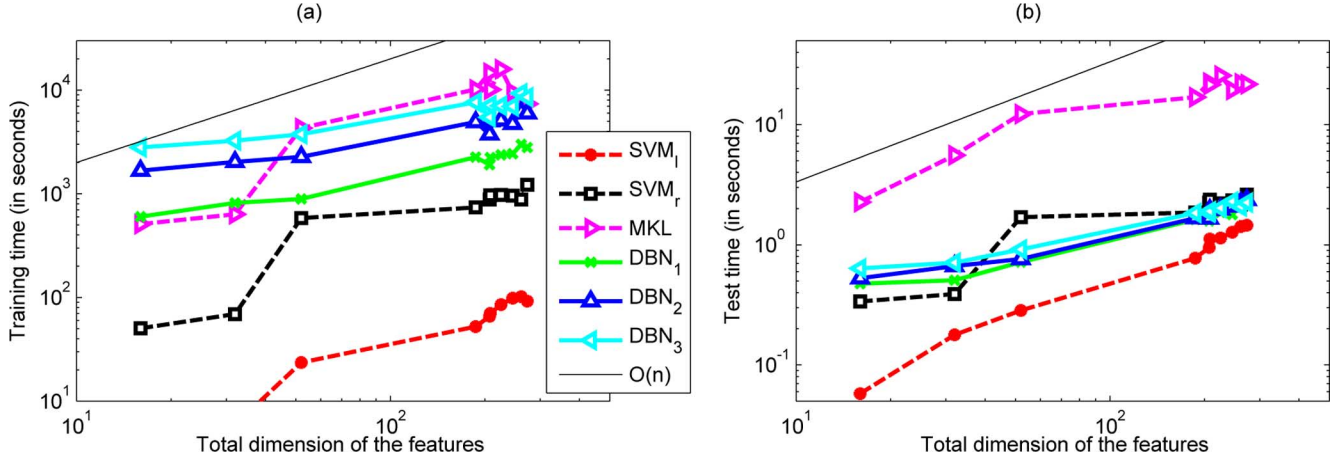 (a)
Training time (in seconds)
10^4
10^3
10^2
10^1
10^1
10^2
Total dimension of the features
SVM_l
SVM_r
MKL
DBN_1
DBN_2
DBN_3
O(n)
(b)
Test time (in seconds)
10^1
10^0
10^-1
10^1
10^2
Total dimension of the features